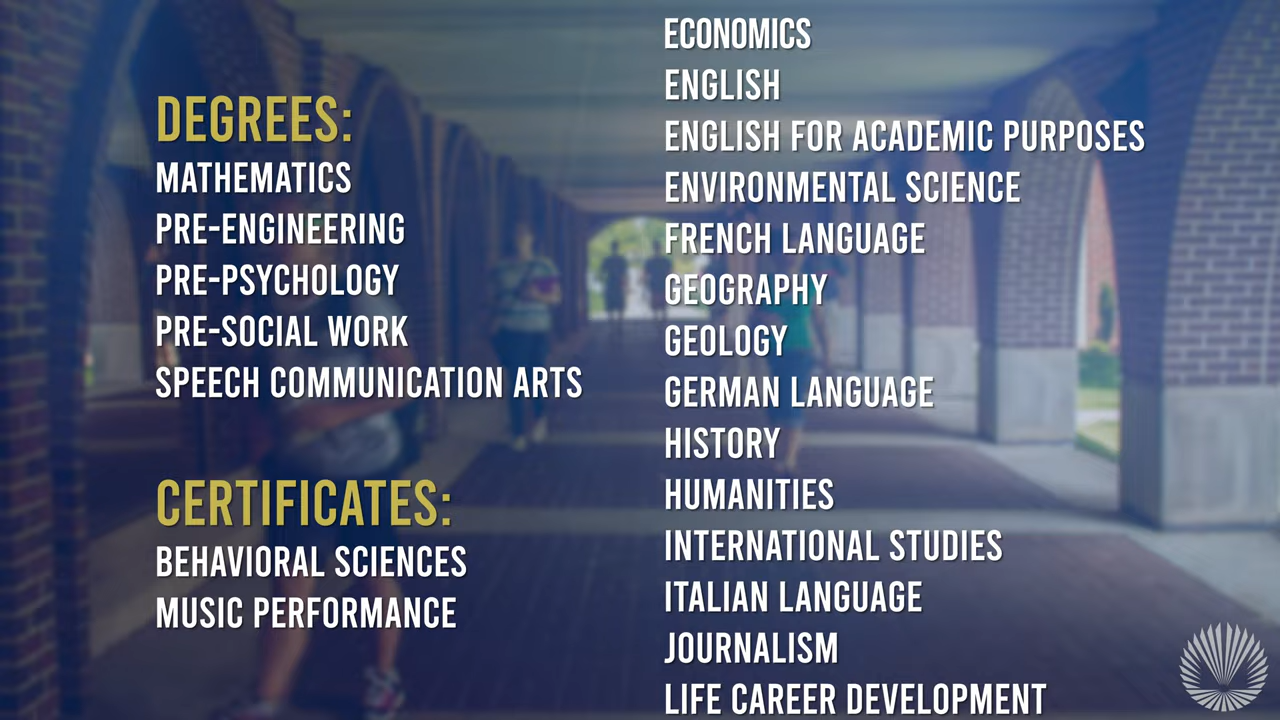 DEGREES:
MATHEMATICS
PRE-ENGINEERING
PRE-PSYCHOLOGY
PRE-SOCIAL WORK
SPEECH COMMUNICATION ARTS
CERTIFICATES:
BEHAVIORAL SCIENCES
MUSIC PERFORMANCE
ECONOMICS
ENGLISH
ENGLISH FOR ACADEMIC PURPOSES
ENVIRONMENTAL SCIENCE
FRENCH LANGUAGE
GEOGRAPHY
GEOLOGY
GERMAN LANGUAGE
HISTORY
HUMANITIES
INTERNATIONAL STUDIES
ITALIAN LANGUAGE
JOURNALISM
LIFE CAREER DEVELOPMENT